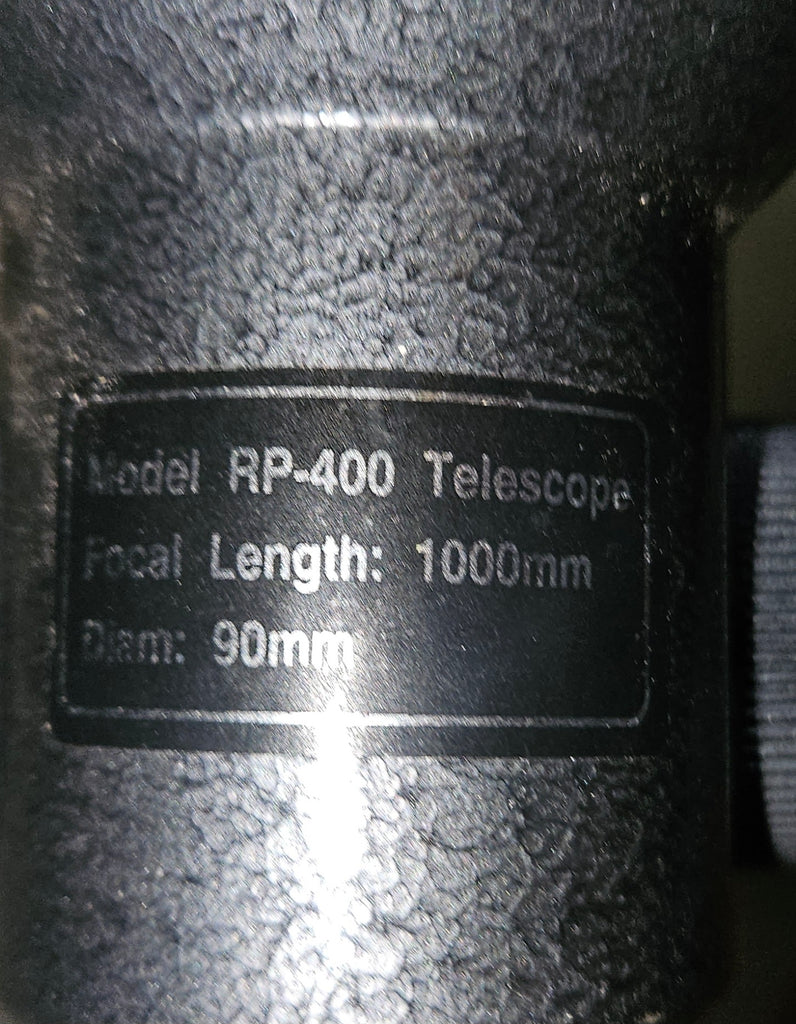 Model RP-400 Telescope
Focal Length: 1000mm
Diam: 90mm